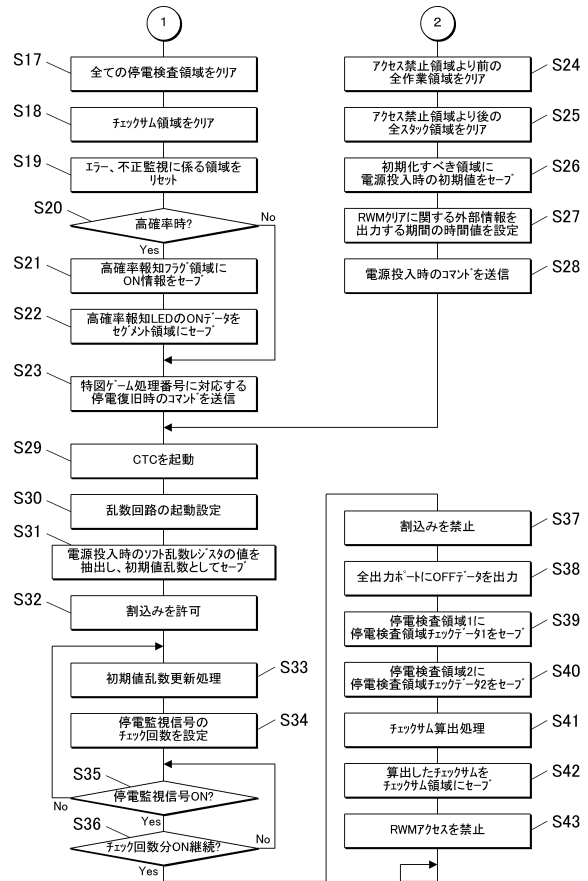 1
S17
全ての停電検査領域をクリア
S18
チェックサム領域をクリア
S19
エラー、不正監視に係る領域を
リセット
S20
高確率時?
No
Yes
S21
高確率報知フラグ領域に
ON情報をセーブ
S22
高確率報知LEDのONデータを
セグメント領域にセーブ
S23
特図ゲーム処理番号に対応する
停電復旧時のコマンドを送信
2
S24
アクセス禁止領域より前の
全作業領域をクリア
S25
アクセス禁止領域より後の
全スタック領域をクリア
S26
初期化すべき領域に
電源投入時の初期値をセーブ
S27
RWMクリアに関する外部情報を
出力する期間の時間値を設定
S28
電源投入時のコマンドを送信
S29
CTCを起動
S30
乱数回路の起動設定
S31
電源投入時のソフト乱数レジスタの値を
抽出し、初期値乱数としてセーブ
S32
割込みを許可
S33
初期値乱数更新処理
S34
停電監視信号の
チェック回数を設定
S35
停電監視信号ON?
No
Yes
S36
チェック回数分ON継続?
No
Yes
S37
割込みを禁止
S38
全出力ポートにOFFデータを出力
S39
停電検査領域1に
停電検査領域チェックデータ1をセーブ
S40
停電検査領域2に
停電検査領域チェックデータ2をセーブ
S41
チェックサム算出処理
S42
算出したチェックサムを
チェックサム領域にセーブ
S43
RWMアクセスを禁止